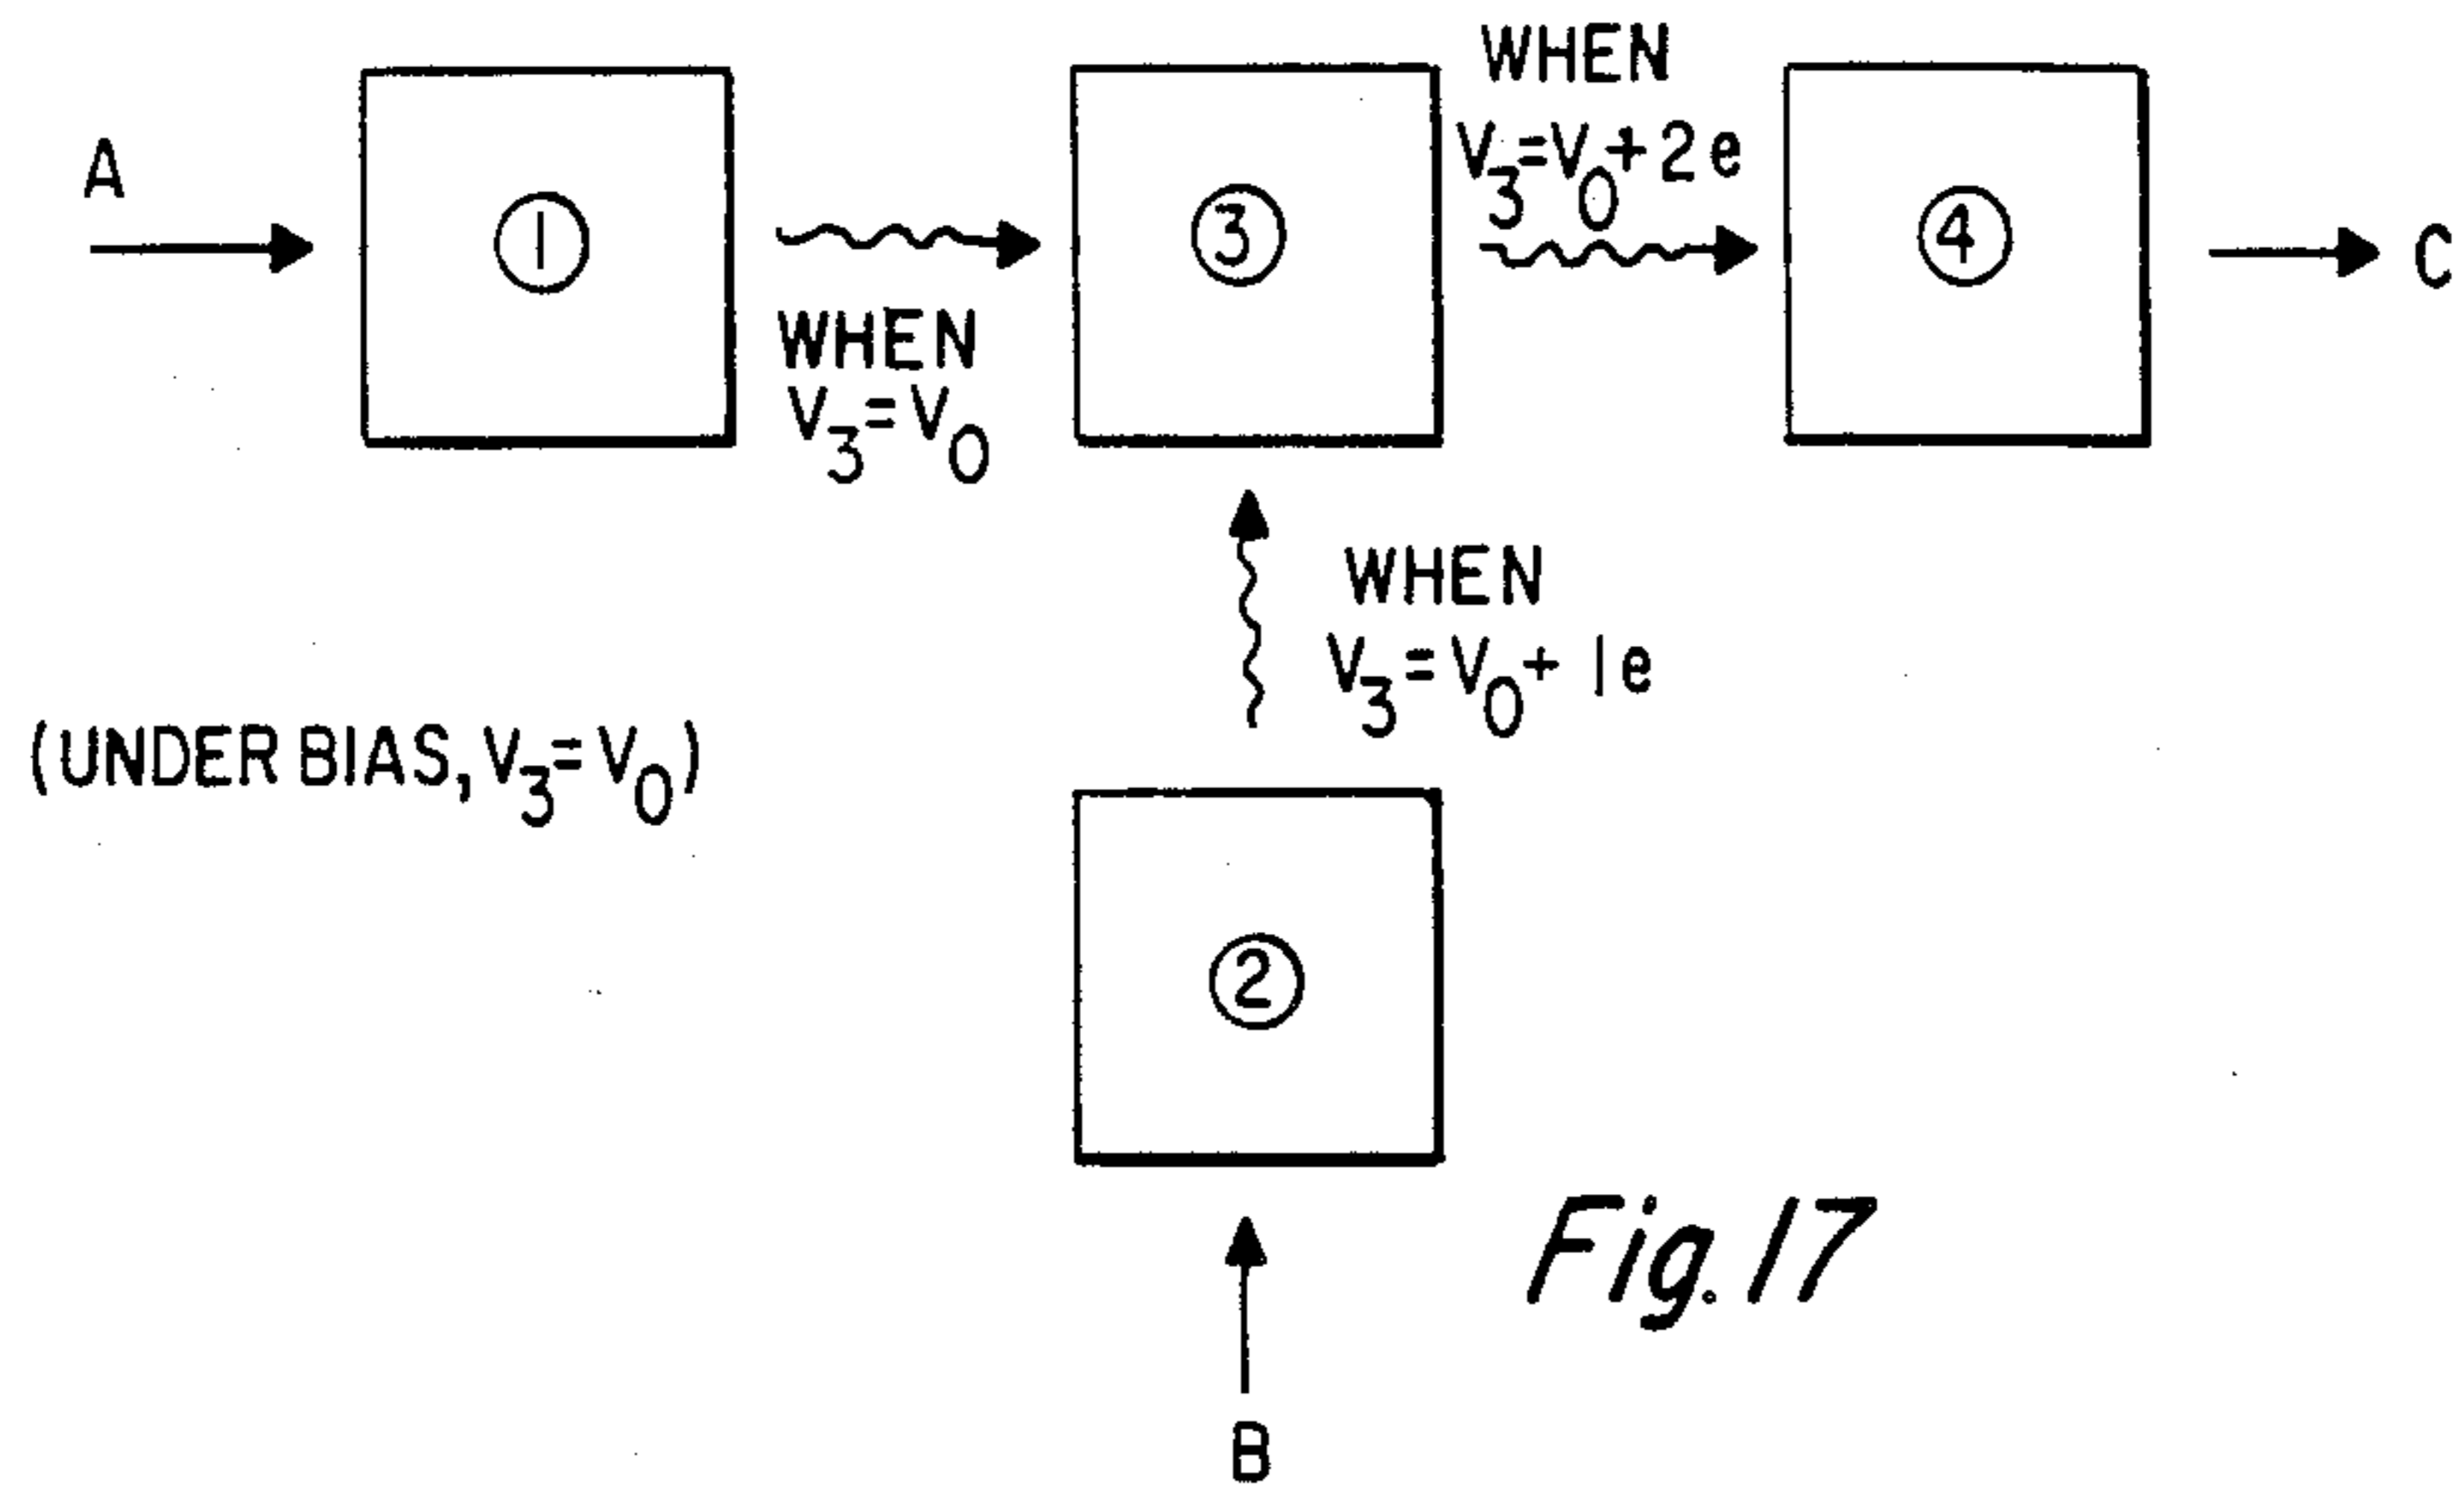 A
①
WHEN
V₃=V₀
③
WHEN
V₃=V₀+2e
④
C
WHEN
V₃=V₀+1e
(UNDER BIAS, V₃=V₀)
②
B
Fig. 17